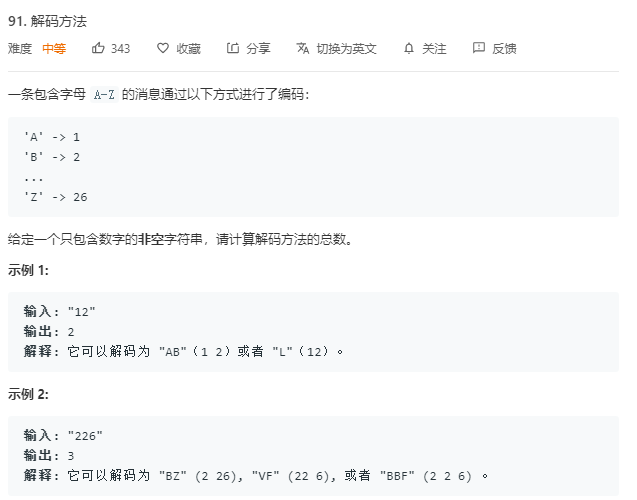 91. 解码方法
难度 中等 343 收藏 分享 切换为英文 关注 反馈
一条包含字母 A-Z 的消息通过以下方式进行了编码：
'A' -> 1
'B' -> 2
...
'Z' -> 26
给定一个只包含数字的非空字符串，请计算解码方法的总数。
示例 1:
输入: "12"
输出: 2
解释: 它可以解码为 "AB"（1 2）或者 "L"（12）。
示例 2:
输入: "226"
输出: 3
解释: 它可以解码为 "BZ" (2 26), "VF" (22 6), 或者 "BBF" (2 2 6) 。